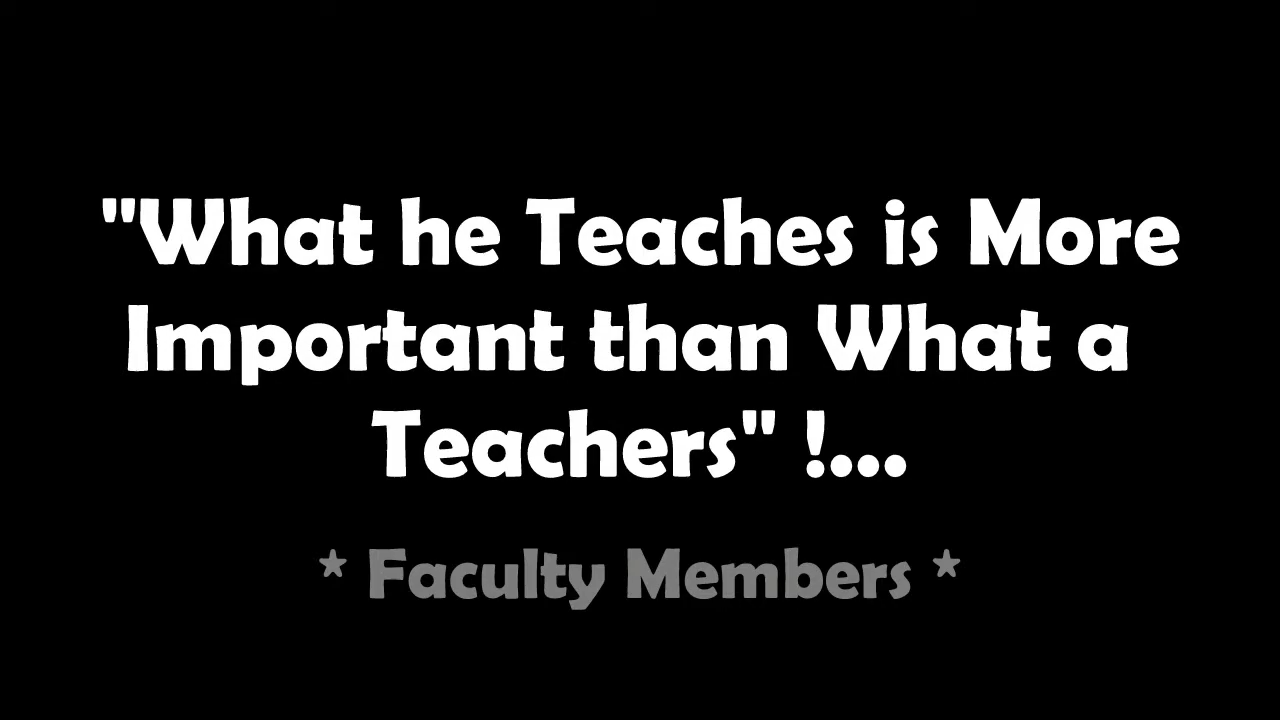 "What he Teaches is More
Important than What a
Teachers" !...
* Faculty Members *